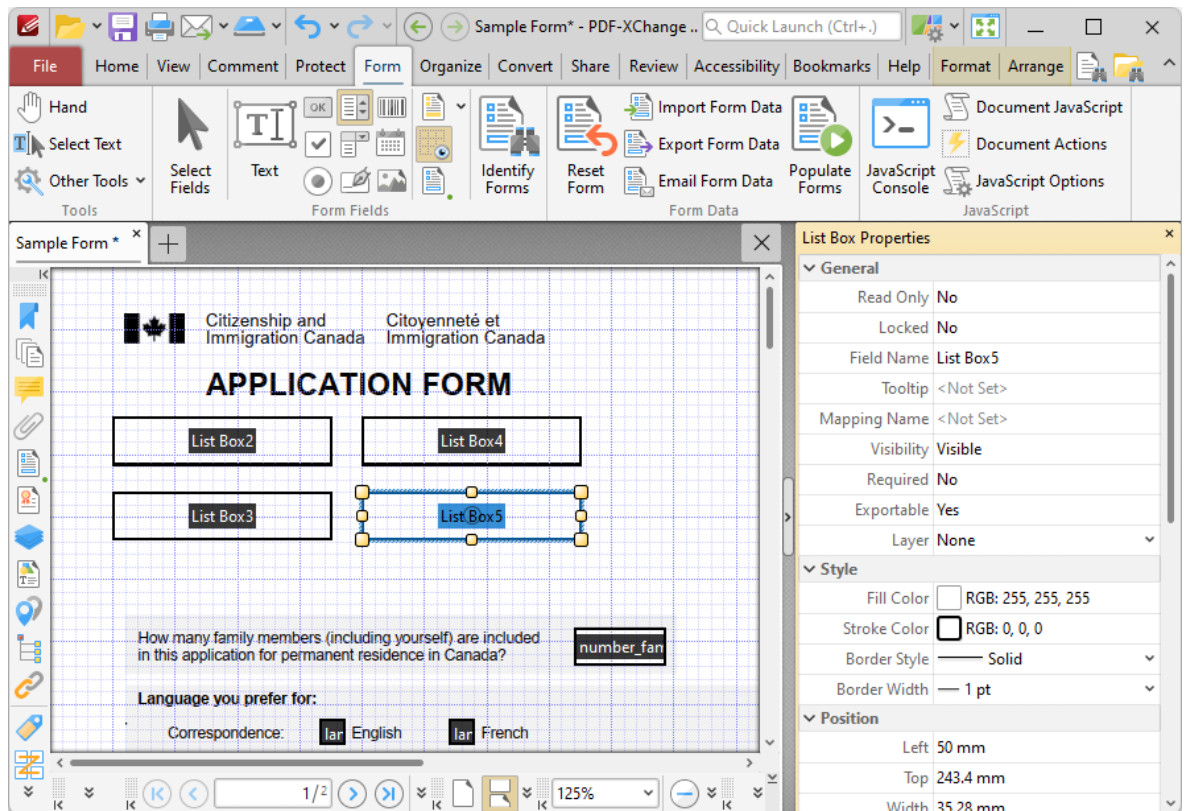 Sample Form* - PDF-XChange .. Quick Launch (Ctrl+.)
File Home View Comment Protect Form Organize Convert Share Review Accessibility Bookmarks Help Format Arrange
Hand
Select Text
Other Tools
Tools
Select Fields
Text
OK
Form Fields
Identify Forms
Reset Form
Import Form Data
Export Form Data
Email Form Data
Populate Forms
Form Data
JavaScript Console
Document JavaScript
Document Actions
JavaScript Options
JavaScript
Sample Form *
Citizenship and Immigration Canada
Citoyenneté et Immigration Canada
APPLICATION FORM
List Box2 List Box4
List Box3 List Box5
How many family members (including yourself) are included
in this application for permanent residence in Canada?
number_fan
Language you prefer for:
Correspondence: lar English lar French
1/2
125%
List Box Properties
General
Read Only No
Locked No
Field Name List Box5
Tooltip <Not Set>
Mapping Name <Not Set>
Visibility Visible
Required No
Exportable Yes
Layer None
Style
Fill Color RGB: 255, 255, 255
Stroke Color RGB: 0, 0, 0
Border Style Solid
Border Width 1 pt
Position
Left 50 mm
Top 243.4 mm
Width 35.28 mm